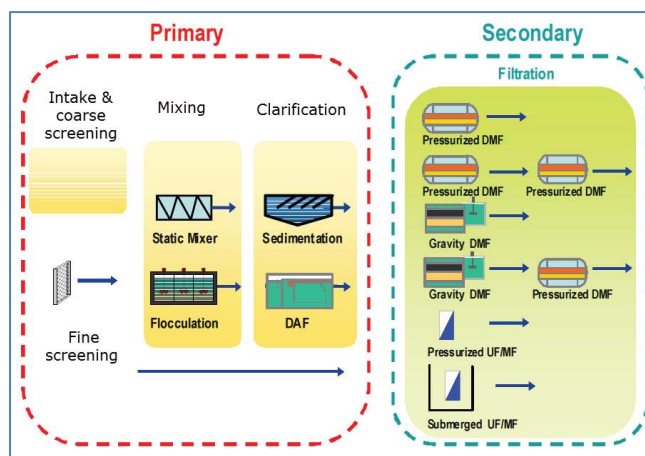 Primary
Intake &
coarse
screening
Mixing
Clarification
Static Mixer
Sedimentation
Flocculation
DAF
Fine
screening
Secondary
Filtration
Pressurized DMF
Pressurized DMF
Pressurized DMF
Gravity DMF
Gravity DMF
Pressurized DMF
Pressurized UF/MF
Submerged UF/MF